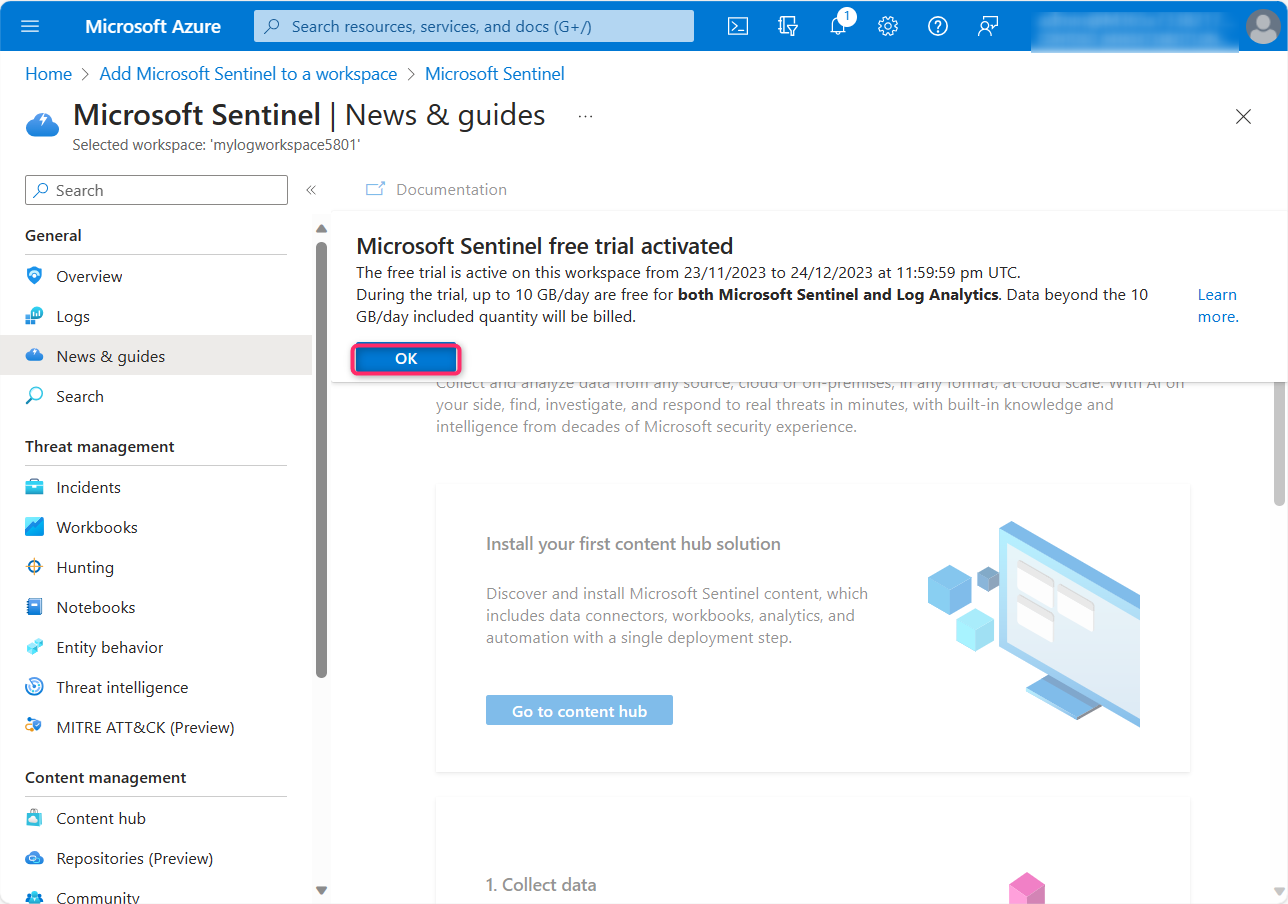 Microsoft Azure
Search resources, services, and docs (G+/)
1
Home > Add Microsoft Sentinel to a workspace > Microsoft Sentinel
Microsoft Sentinel | News & guides ...
Selected workspace: 'mylogworkspace5801'
Search
«
Documentation
General
Overview
Logs
News & guides
Search
Threat management
Incidents
Workbooks
Hunting
Notebooks
Entity behavior
Threat intelligence
MITRE ATT&CK (Preview)
Content management
Content hub
Repositories (Preview)
Community
Microsoft Sentinel free trial activated
The free trial is active on this workspace from 23/11/2023 to 24/12/2023 at 11:59:59 pm UTC.
During the trial, up to 10 GB/day are free for both Microsoft Sentinel and Log Analytics. Data beyond the 10
GB/day included quantity will be billed.
Learn
more.
OK
Collect and analyze data from any source, cloud or on-premises, in any format, at cloud scale. With AI on
your side, find, investigate, and respond to real threats in minutes, with built-in knowledge and
intelligence from decades of Microsoft security experience.
Install your first content hub solution
Discover and install Microsoft Sentinel content, which
includes data connectors, workbooks, analytics, and
automation with a single deployment step.
Go to content hub
1. Collect data